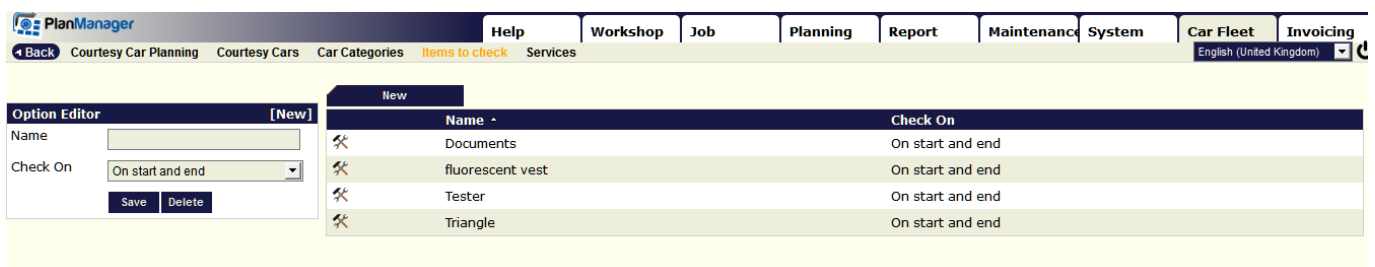 PlanManager
Help Workshop Job Planning Report Maintenance System Car Fleet Invoicing
Back Courtesy Car Planning Courtesy Cars Car Categories Items to check Services English (United Kingdom)
New
Option Editor [New]
Name
Check On On start and end
Save Delete
Name Check On
Documents On start and end
fluorescent vest On start and end
Tester On start and end
Triangle On start and end